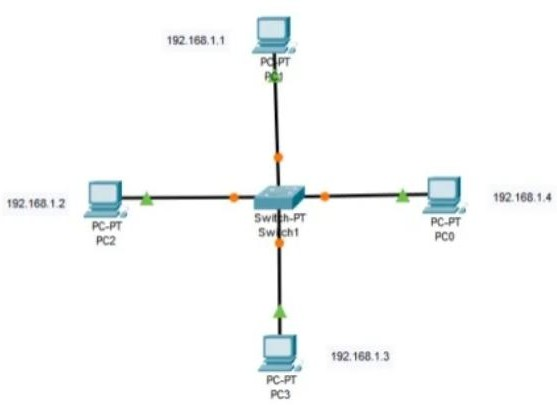 192.168.1.1
PC-PT
PC1
192.168.1.2
PC-PT
PC2
Switch-PT
Switch1
192.168.1.4
PC-PT
PC0
192.168.1.3
PC-PT
PC3